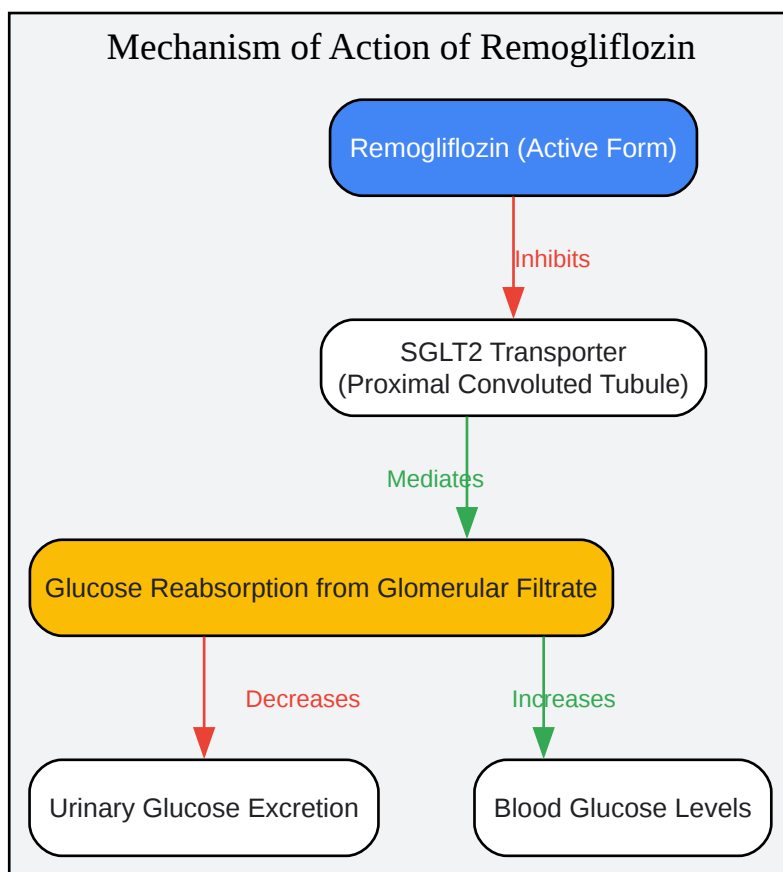 Mechanism of Action of Remogliflozin
Remogliflozin (Active Form)
Inhibits
SGLT2 Transporter
(Proximal Convoluted Tubule)
Mediates
Glucose Reabsorption from Glomerular Filtrate
Decreases
Increases
Urinary Glucose Excretion
Blood Glucose Levels